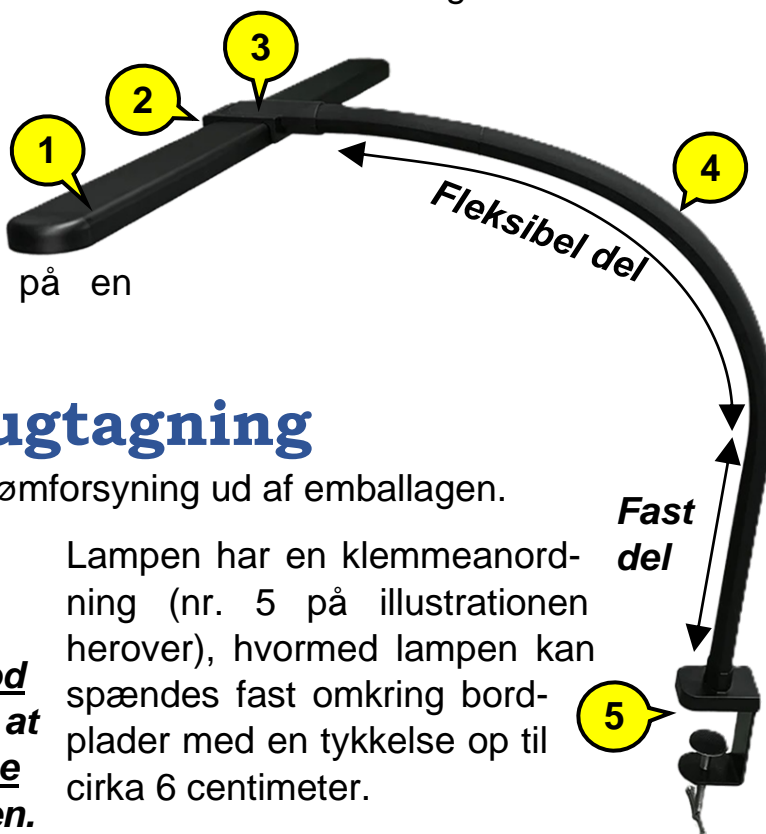 3
2
1
4
Fleksibel del
på en
ugtagning
ømforsyning ud af emballagen.
Fast
del
Lampen har en klemmeanord-
ning (nr. 5 på illustrationen
herover), hvormed lampen kan
spændes fast omkring bord-
plader med en tykkelse op til
cirka 6 centimeter.
od
at
e
en.
5